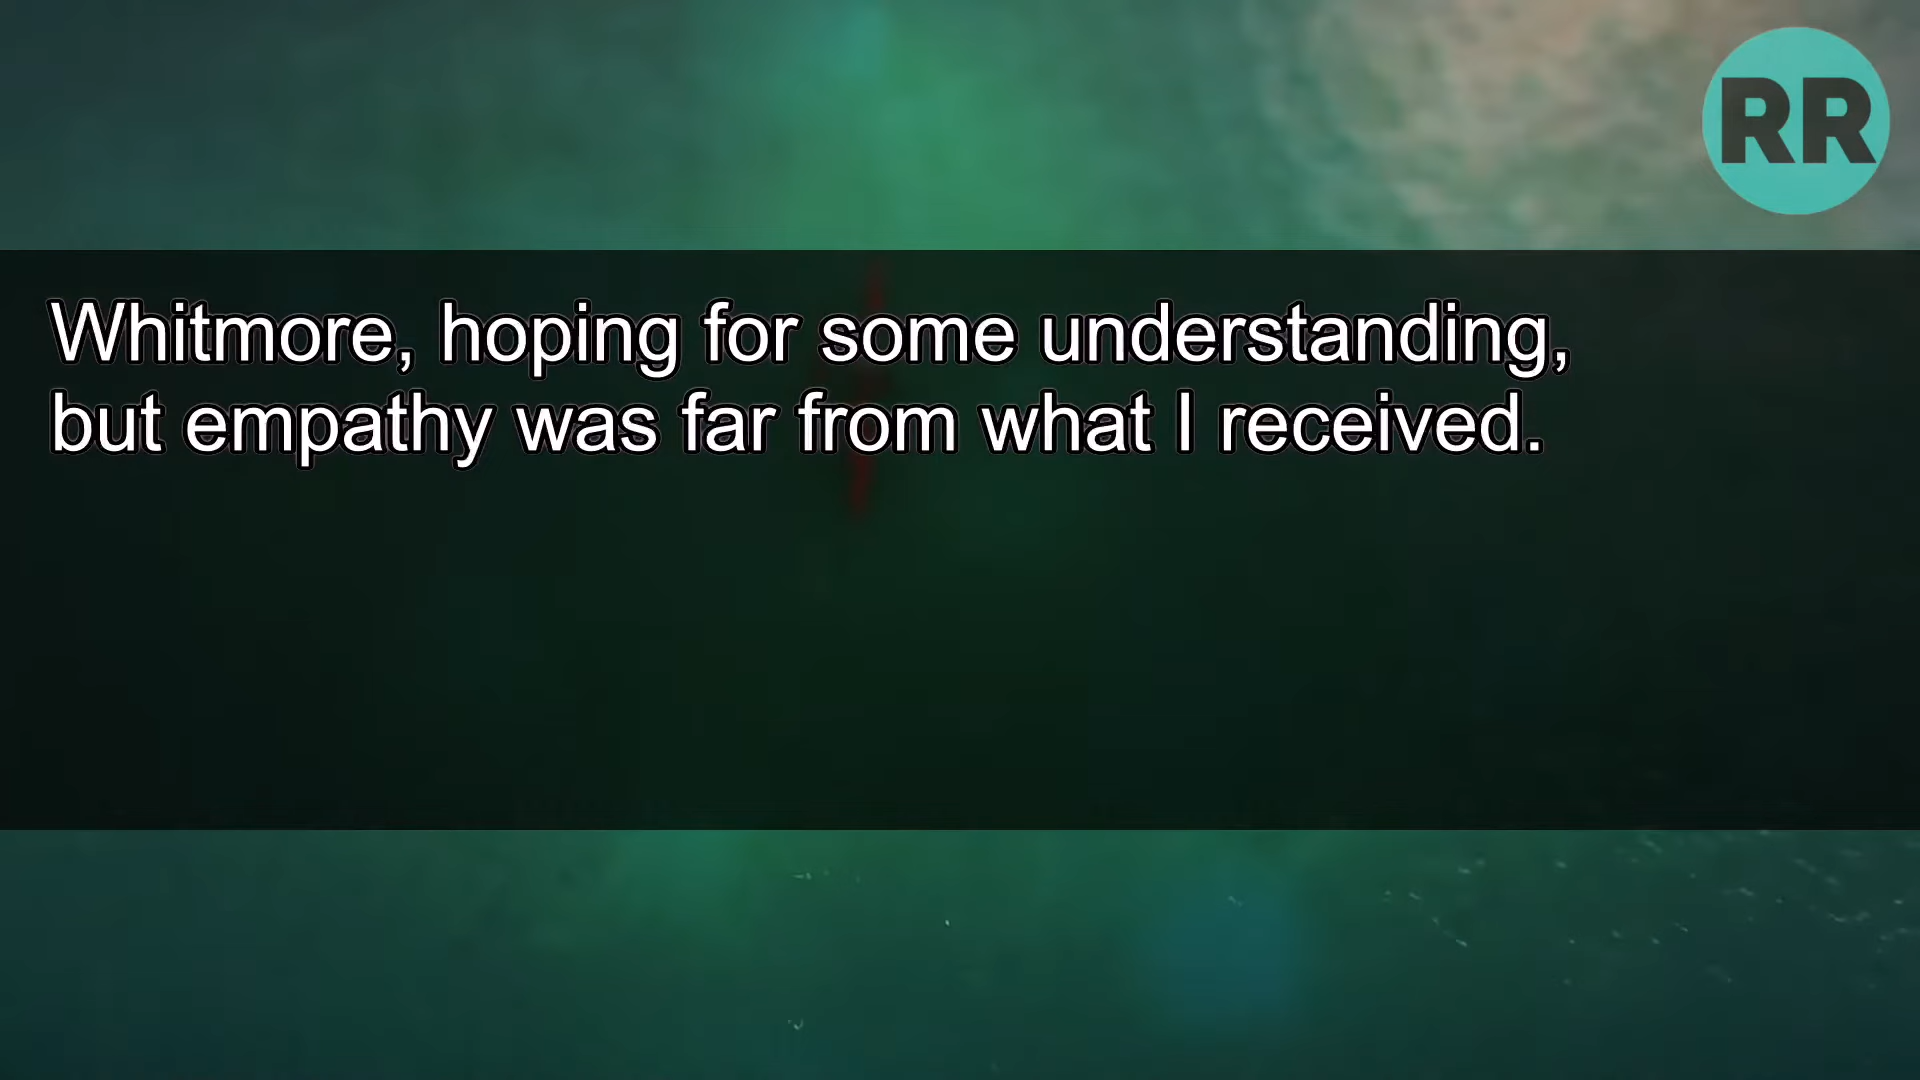 RR
Whitmore, hoping for some understanding,
but empathy was far from what I received.